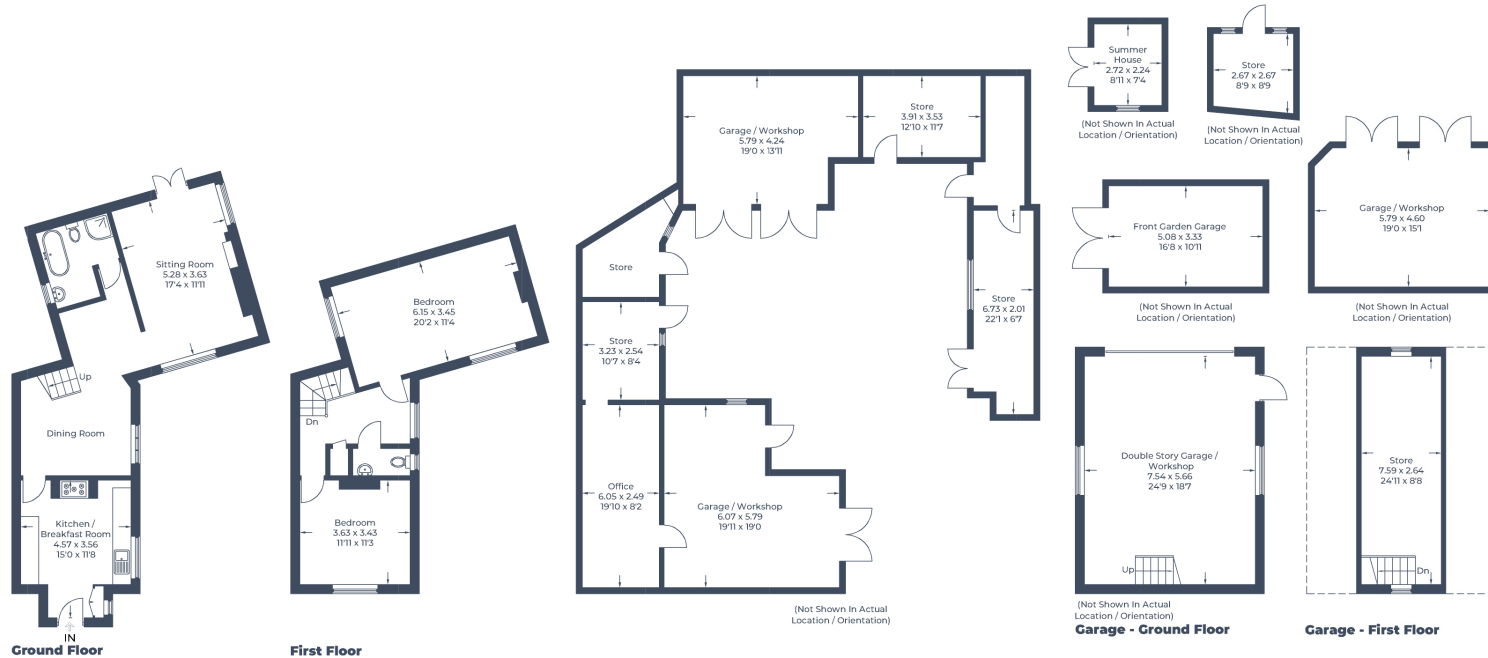 Sitting Room
5.28 x 3.63
17'4 x 11'11
Up
Dining Room
Kitchen /
Breakfast Room
4.57 x 3.56
15'0 x 11'8
IN
Ground Floor
Bedroom
6.15 x 3.45
20'2 x 11'4
Dn
Bedroom
3.63 x 3.43
11'11 x 11'3
First Floor
Garage / Workshop
5.79 x 4.24
19'0 x 13'11
Store
3.91 x 3.53
12'10 x 11'7
Store
Store
3.23 x 2.54
10'7 x 8'4
Store
6.73 x 2.01
22'1 x 6'7
Office
6.05 x 2.49
19'10 x 8'2
Garage / Workshop
6.07 x 5.79
19'11 x 19'0
(Not Shown In Actual
Location / Orientation)
Summer
House
2.72 x 2.24
8'11 x 7'4
(Not Shown In Actual
Location / Orientation)
Store
2.67 x 2.67
8'9 x 8'9
(Not Shown In Actual
Location / Orientation)
Front Garden Garage
5.08 x 3.33
16'8 x 10'11
(Not Shown In Actual
Location / Orientation)
Garage / Workshop
5.79 x 4.60
19'0 x 15'1
(Not Shown In Actual
Location / Orientation)
Double Story Garage /
Workshop
7.54 x 5.66
24'9 x 18'7
Up
(Not Shown In Actual
Location / Orientation)
Garage - Ground Floor
Store
7.59 x 2.64
24'11 x 8'8
Dn
Garage - First Floor